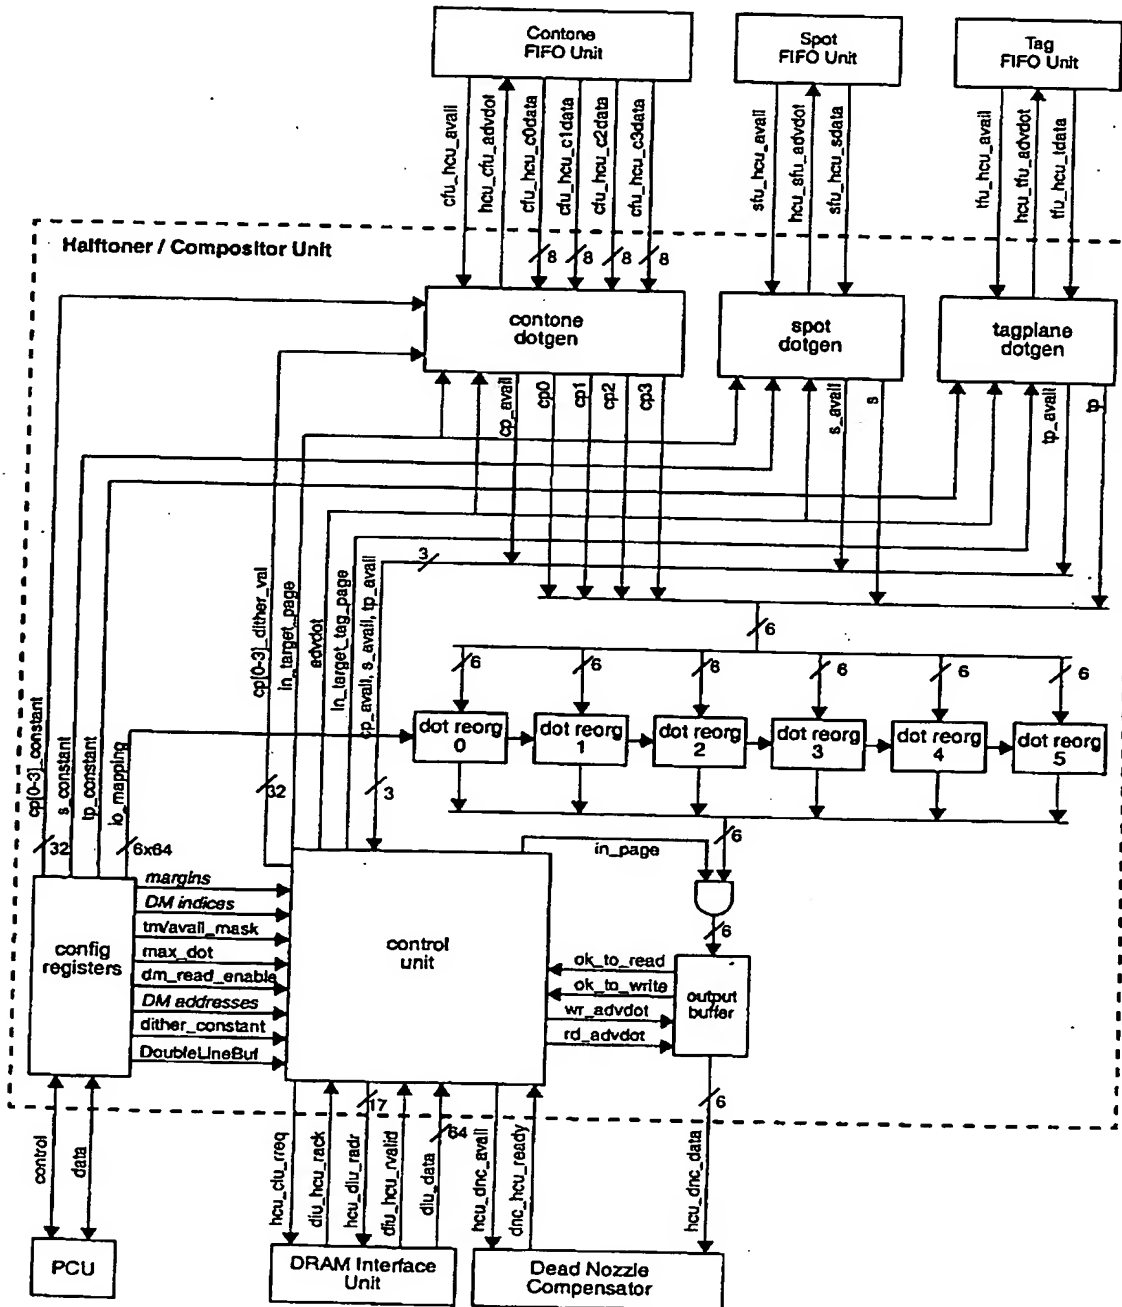 Contone
FIFO Unit
Spot
FIFO Unit
Tag
FIFO Unit
cfu_hcu_avail
hcu_cfu_advdot
cfu_hcu_c0data
cfu_hcu_c1data
cfu_hcu_c2data
cfu_hcu_c3data
sfu_hcu_avail
hcu_sfu_advdot
sfu_hcu_sdata
tfu_hcu_avail
hcu_tfu_advdot
tfu_hcu_tdata
Halftoner / Compositor Unit
8
8
8
8
contone
dotgen
spot
dotgen
tagplane
dotgen
cp_avail
cp0
cp1
cp2
cp3
s_avail
s
tp_avail
tp
3
6
cp[0-3]_dither_val
in_target_page
advdot
in_target_tag_page
cp_avail, s_avail, tp_avail
6
6
6
6
6
6
dot reorg
0
dot reorg
1
dot reorg
2
dot reorg
3
dot reorg
4
dot reorg
5
cp[0-3]_constant
s_constant
tp_constant
io_mapping
32
6x64
32
3
6
in_page
config
registers
margins
DM indices
tm/avail_mask
max_dot
dm_read_enable
DM addresses
dither_constant
DoubleLineBuf
control
unit
6
ok_to_read
ok_to_write
wr_advdot
rd_advdot
output
buffer
control
data
hcu_diu_rreq
diu_hcu_rack
17
hcu_diu_radr
diu_hcu_rvalid
64
diu_data
hcu_dnc_avail
dnc_hcu_ready
6
hcu_dnc_data
PCU
DRAM Interface
Unit
Dead Nozzle
Compensator